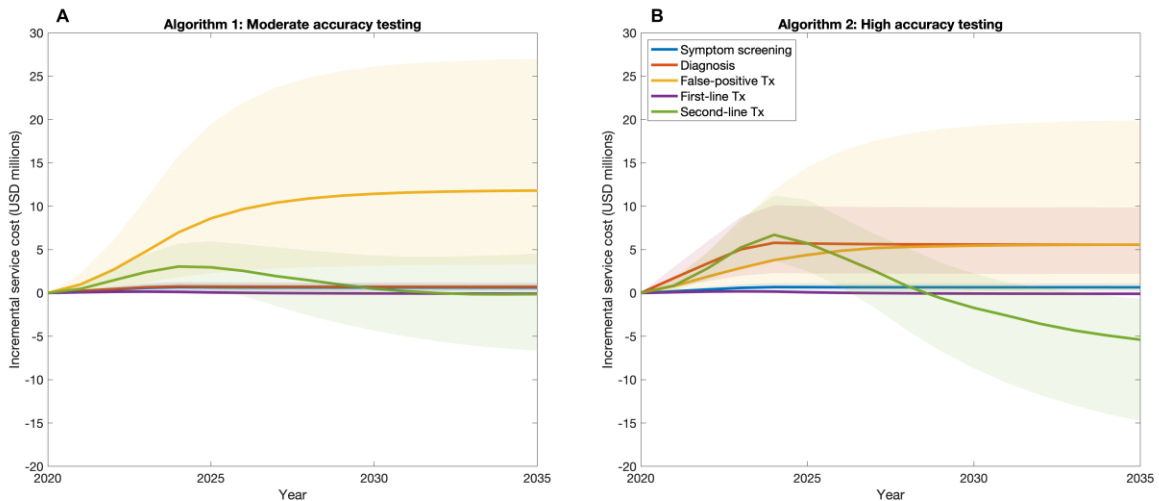 A
Algorithm 1: Moderate accuracy testing
Incremental service cost (USD millions)
30
25
20
15
10
5
0
-5
-10
-15
-20
2020
2025
2030
2035
Year
B
Algorithm 2: High accuracy testing
Symptom screening
Diagnosis
False-positive Tx
First-line Tx
Second-line Tx
Incremental service cost (USD millions)
30
25
20
15
10
5
0
-5
-10
-15
-20
2020
2025
2030
2035
Year